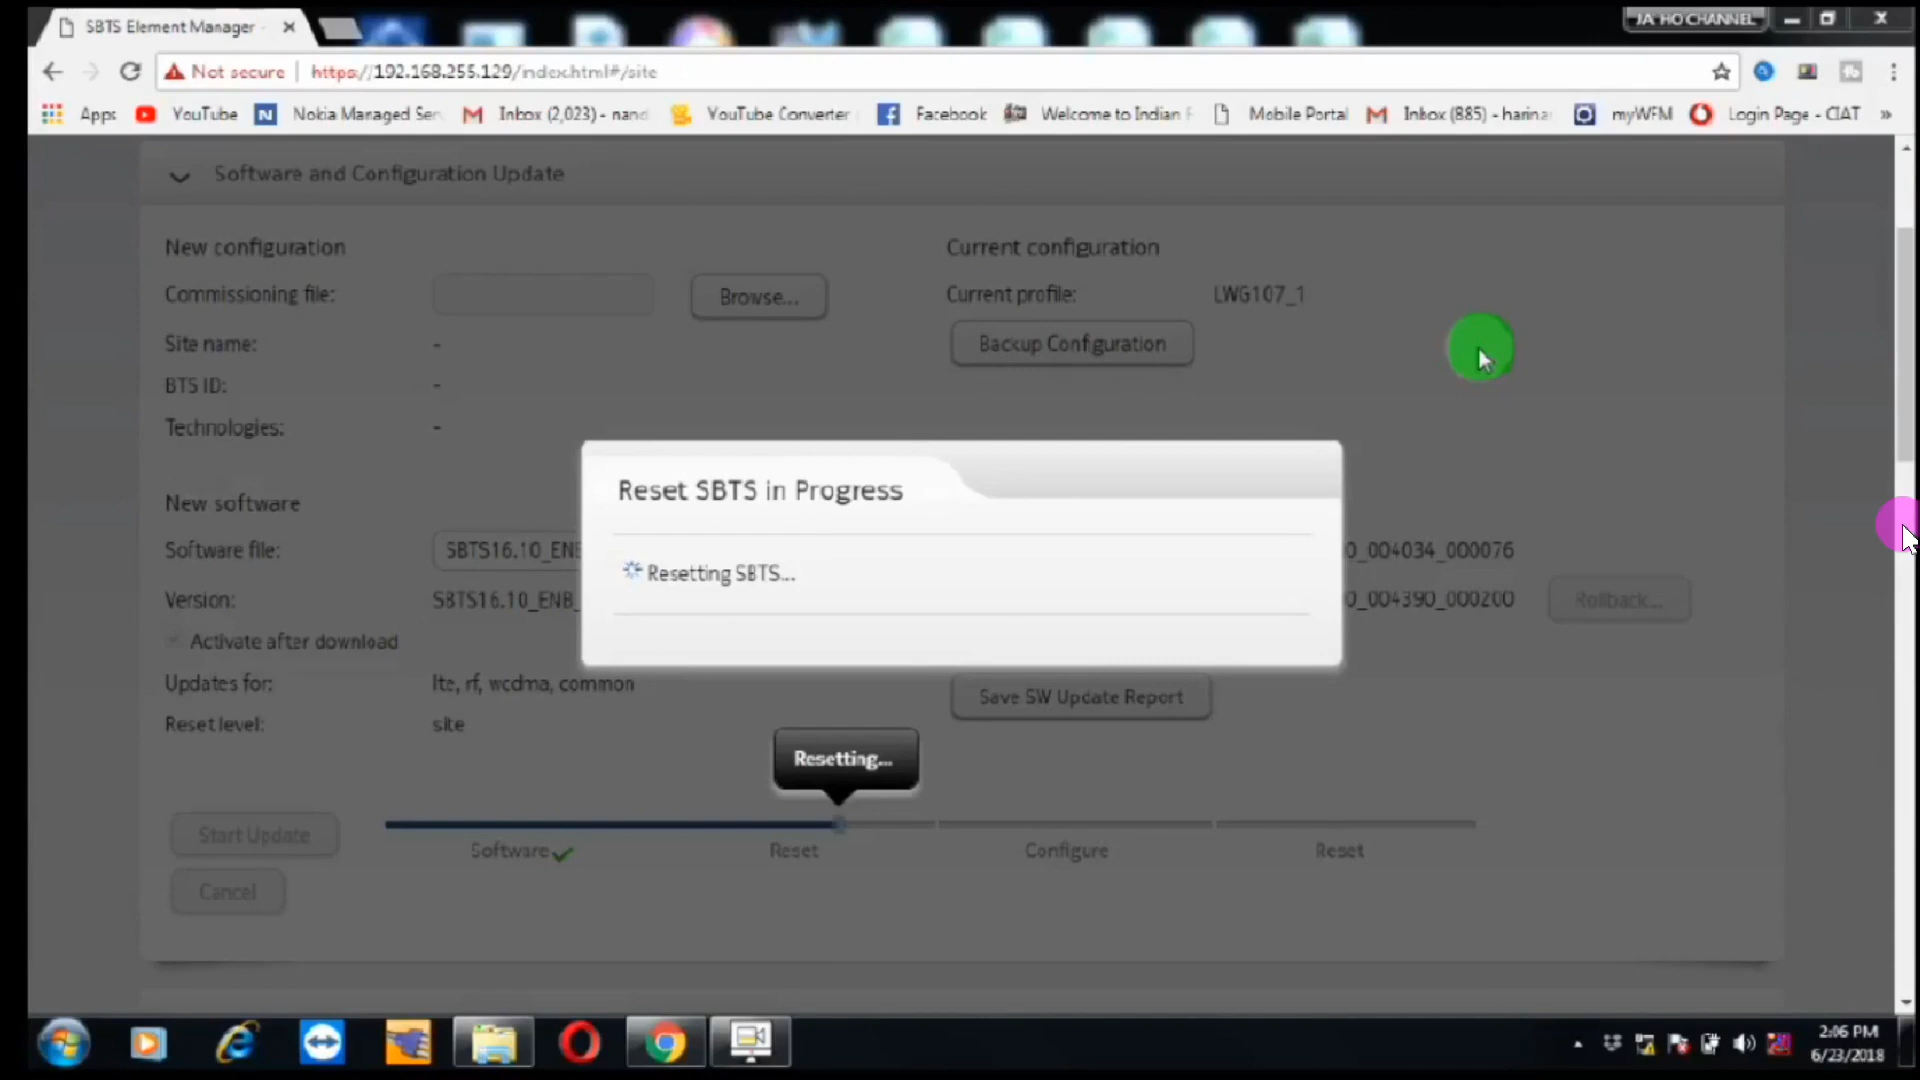 SBTS Element Manager
JA HO CHANNEL
Not secure | https://192.168.255.129/index.html#/site
Apps YouTube Nokia Managed Ser Inbox (2,023) - nand YouTube Converter Facebook Welcome to Indian Mobile Portal Inbox (885) - harina myWFM Login Page - CIAT »
Software and Configuration Update
New configuration
Current configuration
Commissioning file: Browse...
Current profile: LWG107_1
Site name: -
Backup Configuration
BTS ID: -
Technologies: -
Reset SBTS in Progress
New software
Software file: SBTS16.10_ENB 0_004034_000076
Resetting SBTS...
Version: SBTS16.10_ENB_ 0_004390_000200 Rollback...
Activate after download
Updates for: lte, rf, wcdma, common
Save SW Update Report
Reset level: site
Resetting...
Start Update
Software Reset Configure Reset
Cancel
2:06 PM
6/23/2018